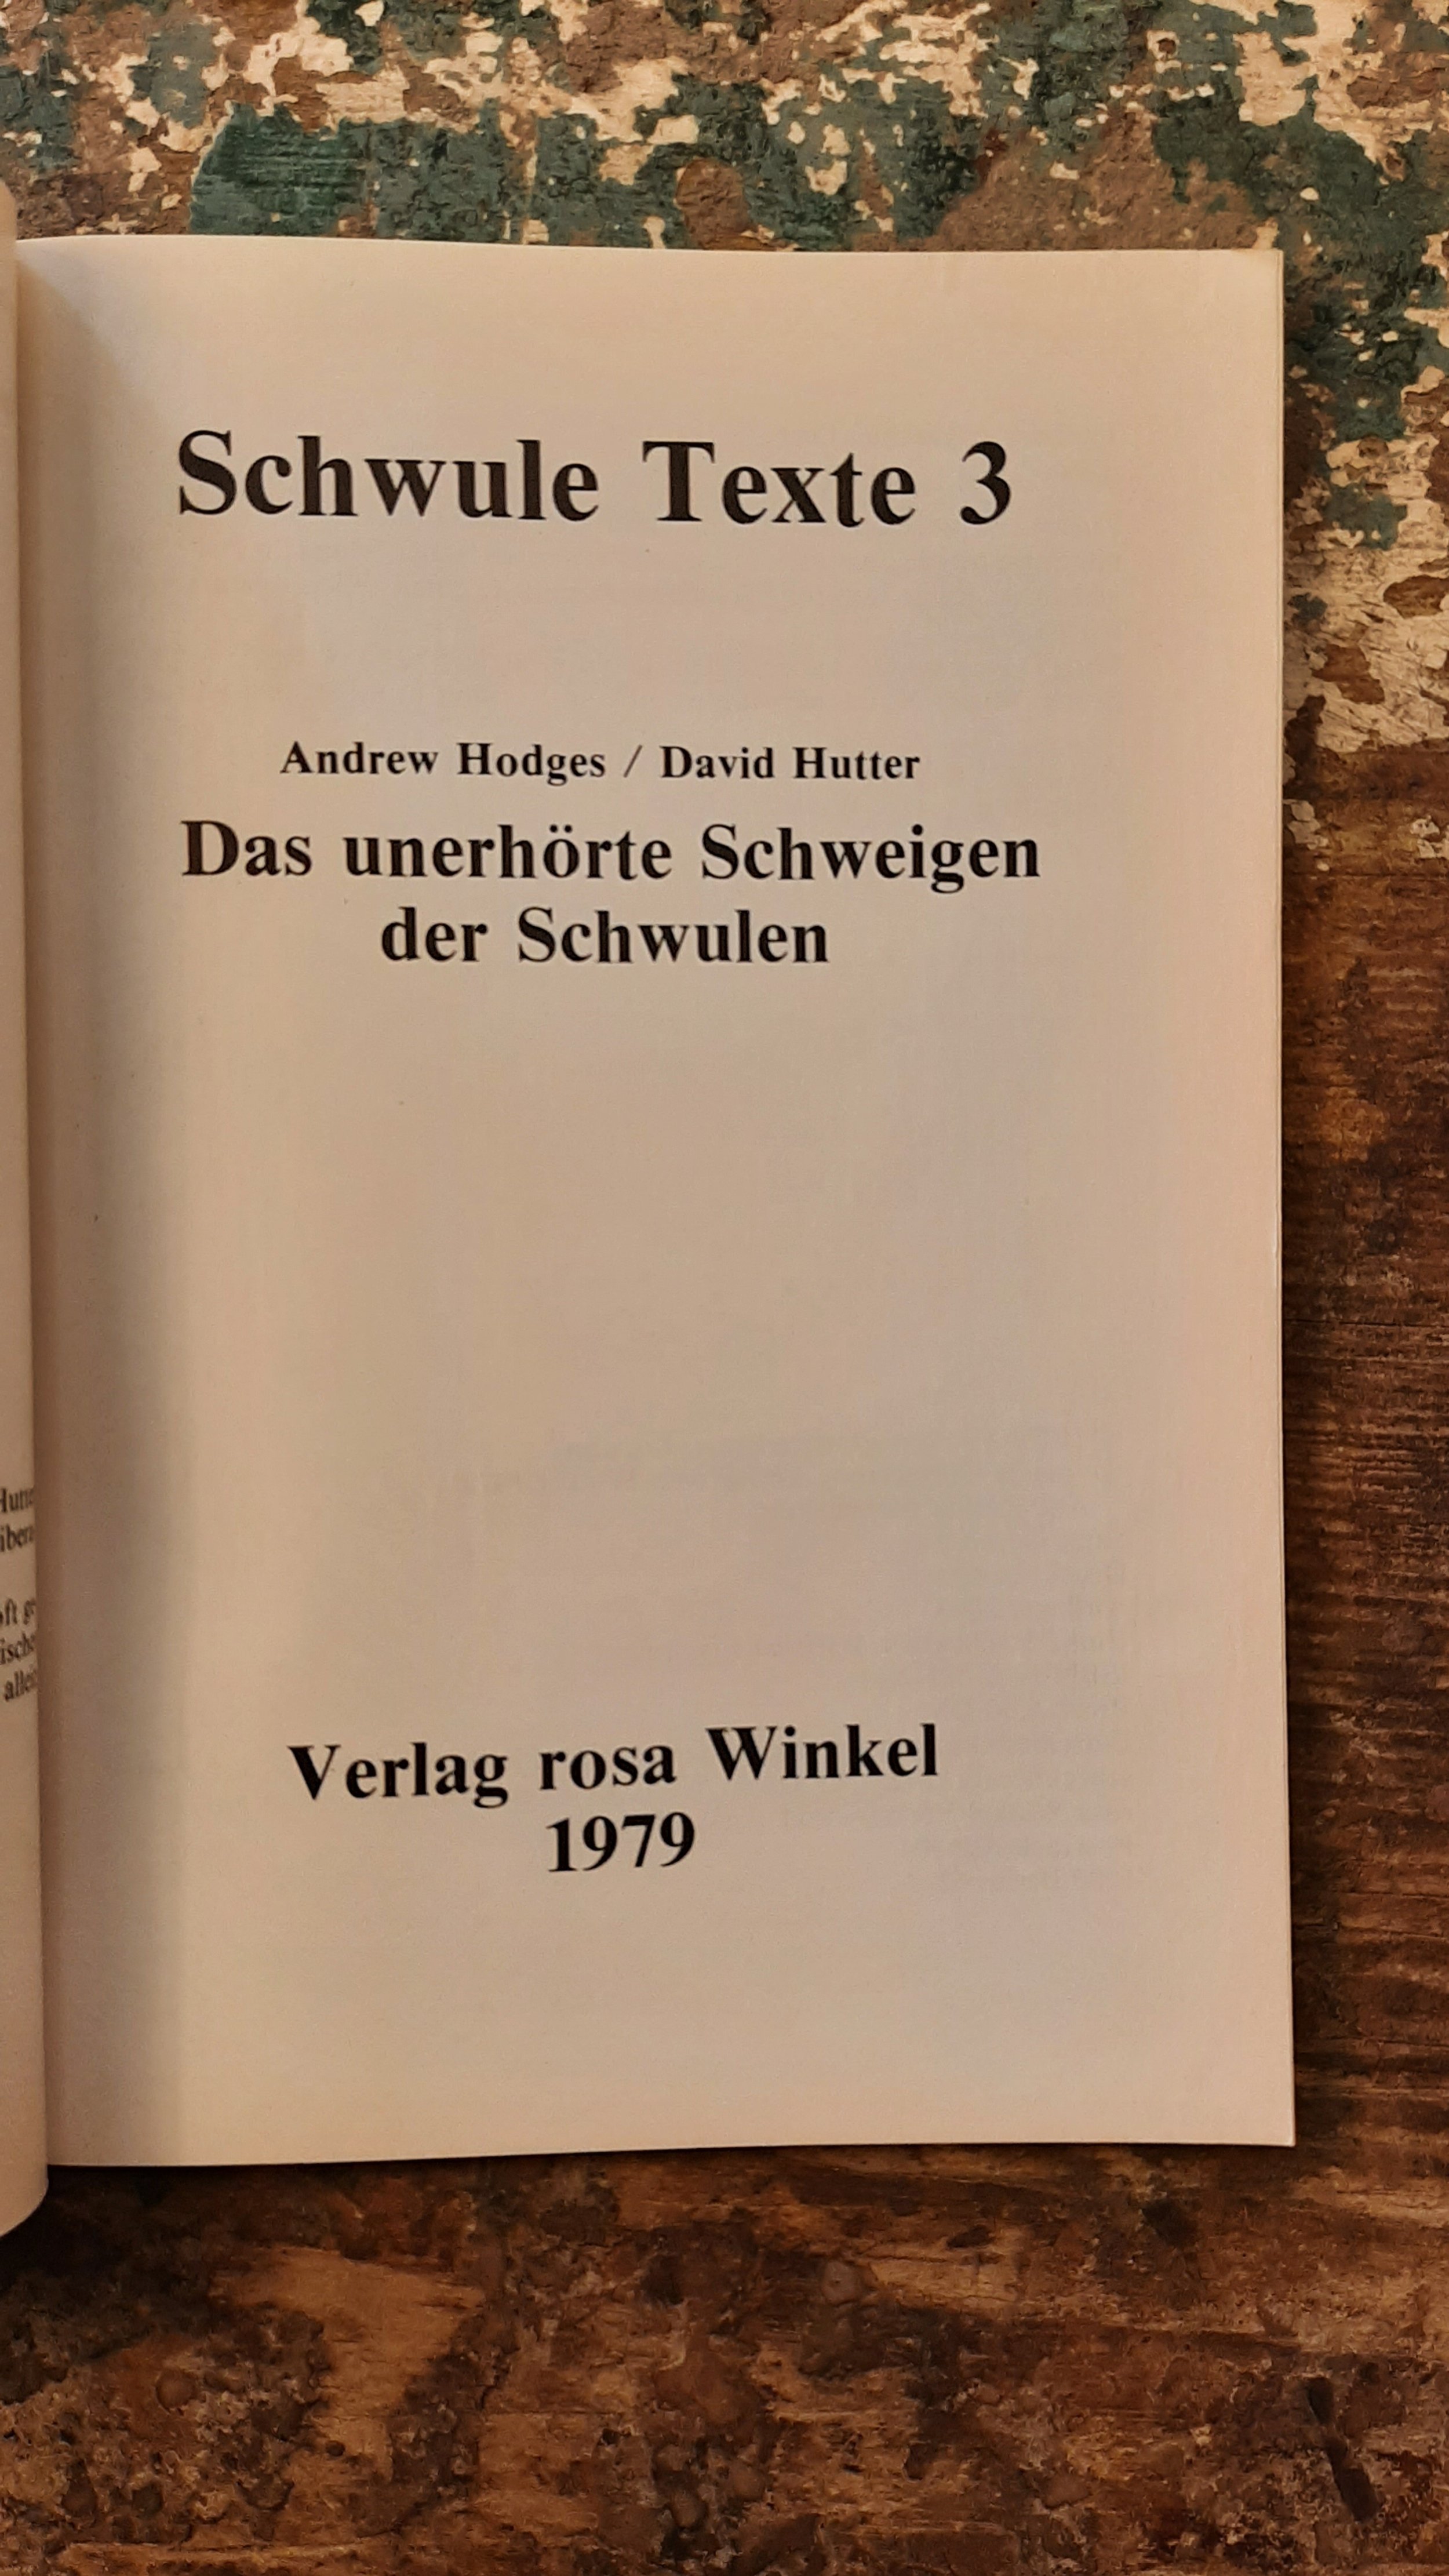 Schwule Texte 3
Andrew Hodges / David Hutter
Das unerhörte Schweigen
der Schwulen
Verlag rosa Winkel
1979